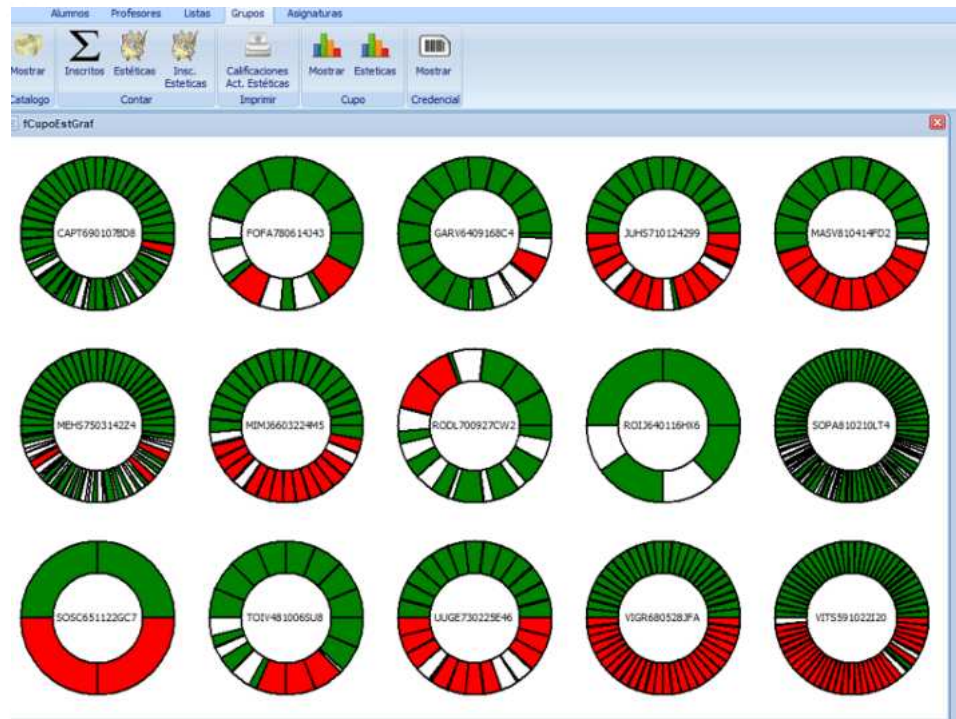 Alumnos Profesores Listas Grupos Asignaturas
Mostrar Inscritos Estéticas Insc. Esteticas Calificaciones Act. Estéticas Mostrar Esteticas Mostrar
Catalogo Contar Imprimir Cupo Credencial
fCupoEstGraf
CAPT690107BD8 FOFA780614J43 GARV6409168C4 JUHS710124299 MASV810414FD2
MEHS7503142Z4 MIMJ6603224M5 RODL700927CW2 ROIJ640116HX6 SOPA810210LT4
SOSC651122GC7 TOIV481006SU8 UUGE730225E46 VIGR680528JFA VITS591022I20